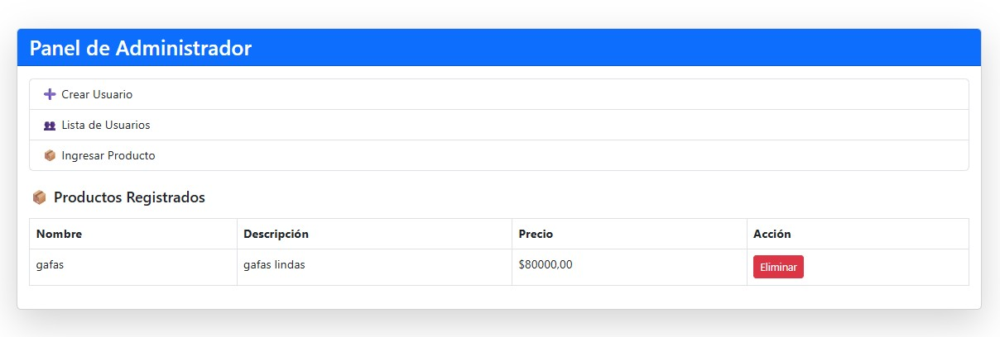 Panel de Administrador
➕ Crear Usuario
👥 Lista de Usuarios
📦 Ingresar Producto
📦 Productos Registrados
Nombre Descripción Precio Acción
gafas gafas lindas $80000,00 Eliminar